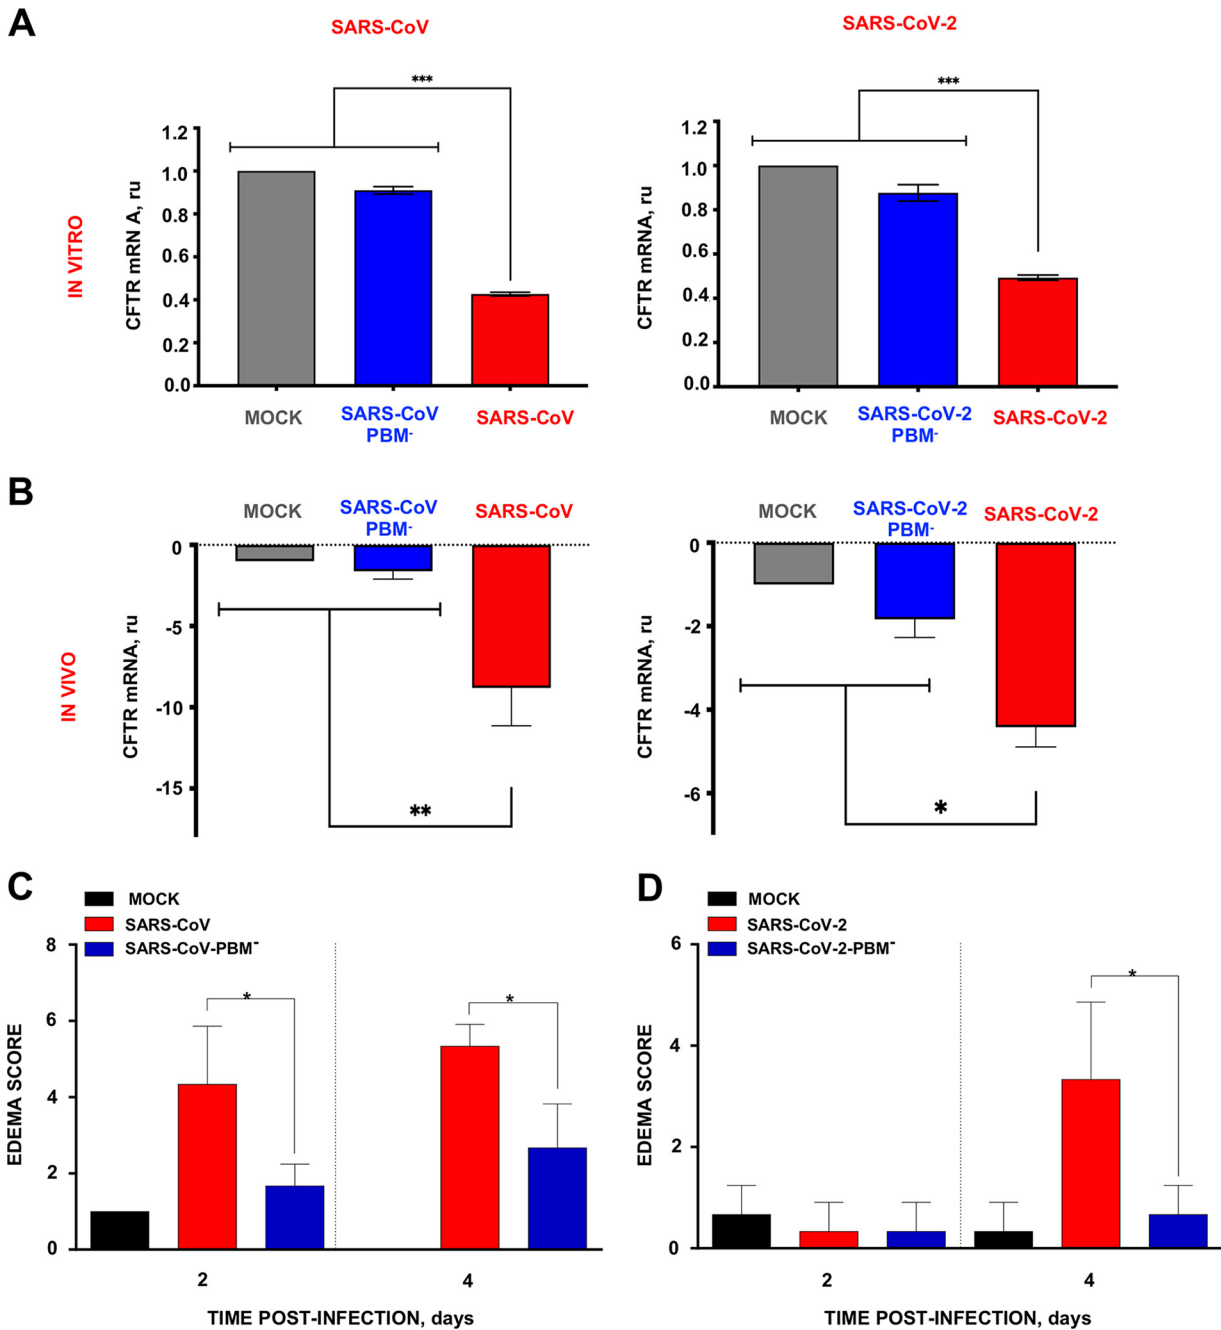 A
SARS-CoV
SARS-CoV-2
IN VITRO
***
CFTR mRN A, ru
1.2
1.0
0.8
0.6
0.4
0.2
0.0
MOCK
SARS-CoV
PBM-
SARS-CoV
***
CFTR mRNA, ru
1.2
1.0
0.8
0.6
0.4
0.2
0.0
MOCK
SARS-CoV-2
PBM-
SARS-CoV-2
B
IN VIVO
MOCK
SARS-CoV
PBM-
SARS-CoV
CFTR mRNA, ru
0
-5
-10
-15
**
MOCK
SARS-CoV-2
PBM-
SARS-CoV-2
CFTR mRNA, ru
0
-2
-4
-6
*
C
MOCK
SARS-CoV
SARS-CoV-PBM-
EDEMA SCORE
8
6
4
2
0
*
*
2
4
TIME POST-INFECTION, days
D
MOCK
SARS-CoV-2
SARS-CoV-2-PBM-
EDEMA SCORE
6
4
2
0
*
2
4
TIME POST-INFECTION, days